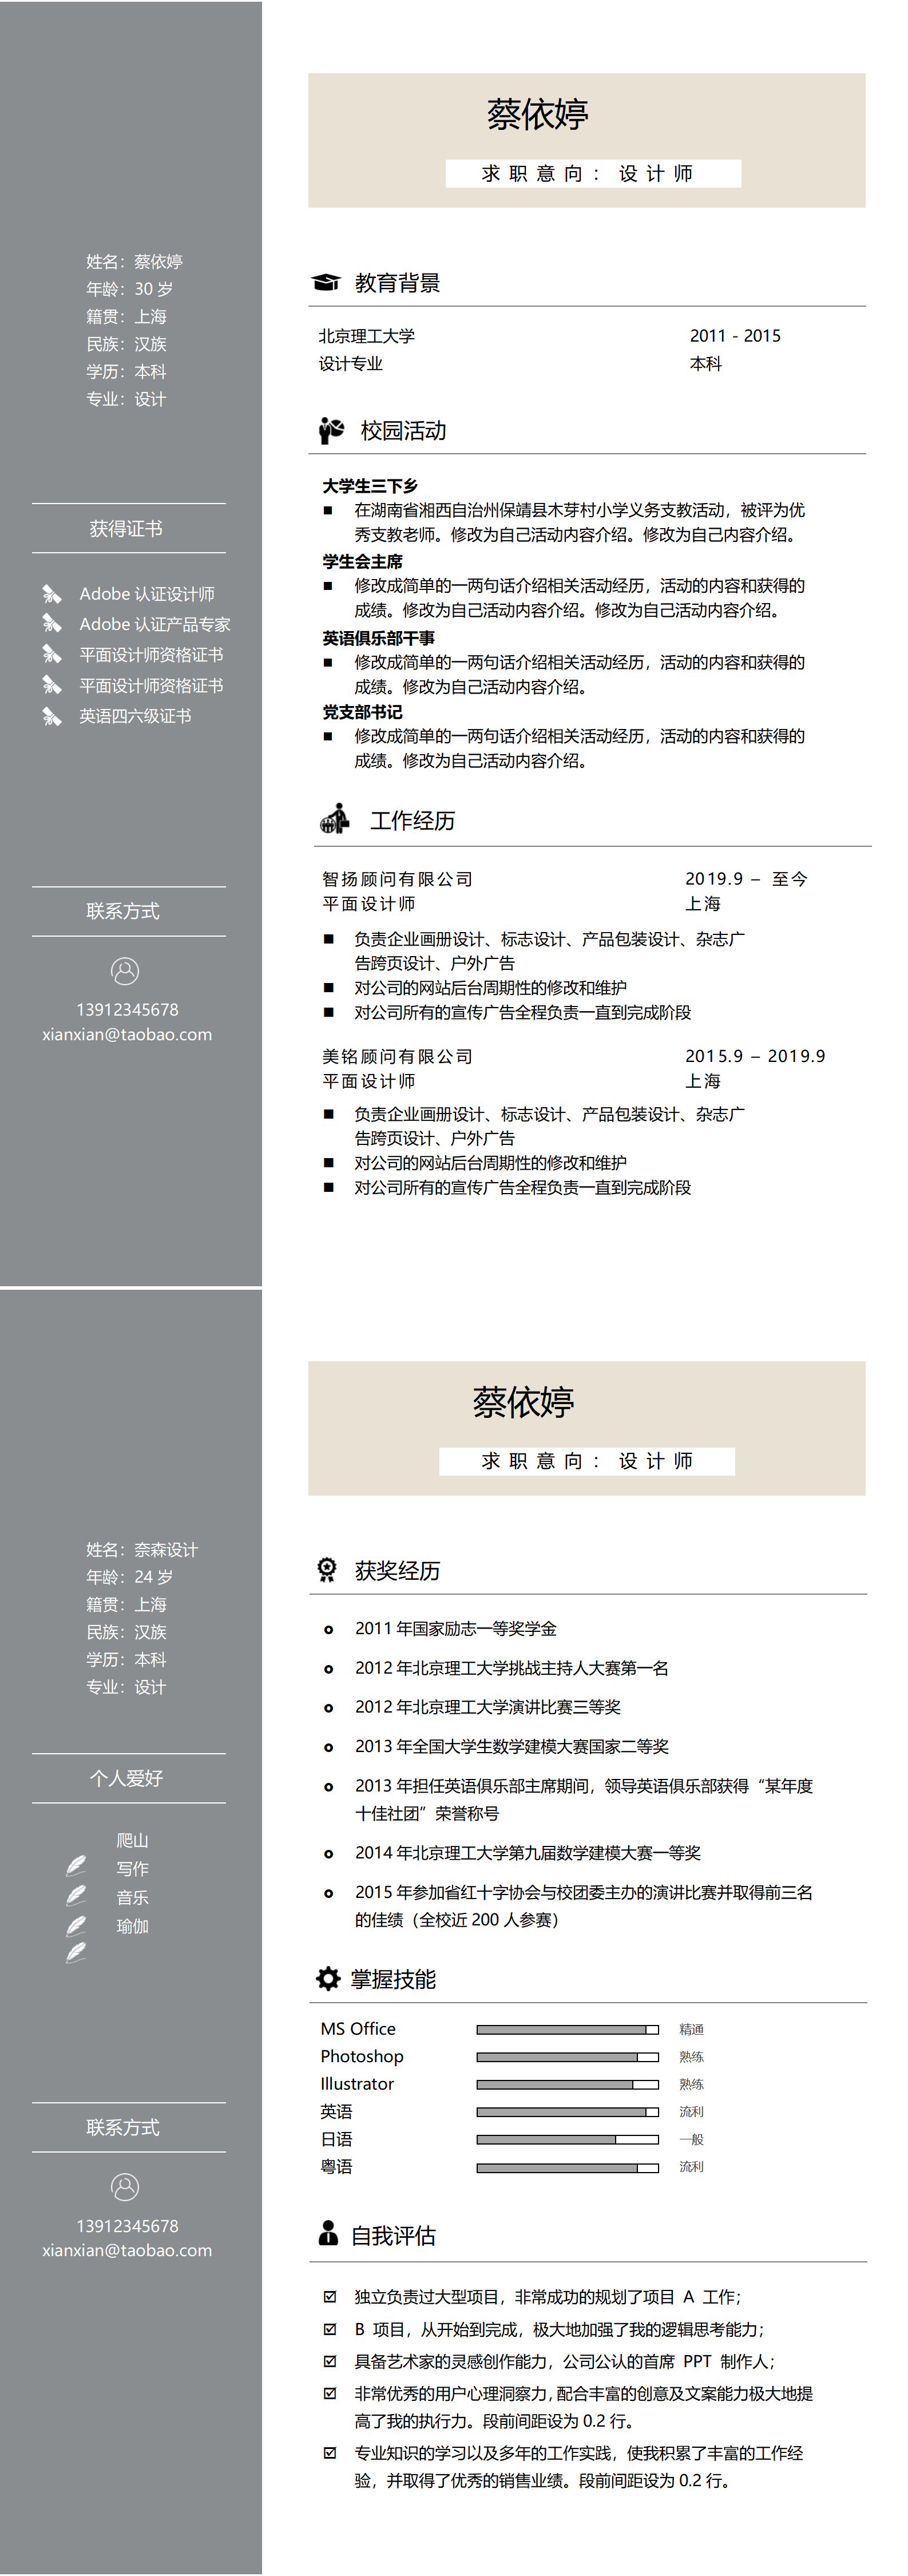 蔡依婷
求职意向：设计师
姓名：蔡依婷
年龄：30 岁
籍贯：上海
民族：汉族
学历：本科
专业：设计
获得证书
Adobe 认证设计师
Adobe 认证产品专家
平面设计师资格证书
平面设计师资格证书
英语四六级证书
联系方式
13912345678
xianxian@taobao.com
教育背景
北京理工大学 2011 - 2015
设计专业 本科
校园活动
大学生三下乡
■ 在湖南省湘西自治州保靖县木芽村小学义务支教活动，被评为优
秀支教老师。修改为自己活动内容介绍。修改为自己内容介绍。
学生会主席
■ 修改成简单的一两句话介绍相关活动经历，活动的内容和获得的
成绩。修改为自己活动内容介绍。修改为自己活动内容介绍。
英语俱乐部干事
■ 修改成简单的一两句话介绍相关活动经历，活动的内容和获得的
成绩。修改为自己活动内容介绍。
党支部书记
■ 修改成简单的一两句话介绍相关活动经历，活动的内容和获得的
成绩。修改为自己活动内容介绍。
工作经历
智扬顾问有限公司 2019.9 – 至今
平面设计师 上海
■ 负责企业画册设计、标志设计、产品包装设计、杂志广
告跨页设计、户外广告
■ 对公司的网站后台周期性的修改和维护
■ 对公司所有的宣传广告全程负责一直到完成阶段
美铭顾问有限公司 2015.9 – 2019.9
平面设计师 上海
■ 负责企业画册设计、标志设计、产品包装设计、杂志广
告跨页设计、户外广告
■ 对公司的网站后台周期性的修改和维护
■ 对公司所有的宣传广告全程负责一直到完成阶段
蔡依婷
求职意向：设计师
姓名：奈森设计
年龄：24 岁
籍贯：上海
民族：汉族
学历：本科
专业：设计
个人爱好
爬山
写作
音乐
瑜伽
联系方式
13912345678
xianxian@taobao.com
获奖经历
2011 年国家励志一等奖学金
2012 年北京理工大学挑战主持人大赛第一名
2012 年北京理工大学演讲比赛三等奖
2013 年全国大学生数学建模大赛国家二等奖
2013 年担任英语俱乐部主席期间，领导英语俱乐部获得“某年度
十佳社团”荣誉称号
2014 年北京理工大学第九届数学建模大赛一等奖
2015 年参加省红十字协会与校团委主办的演讲比赛并取得前三名
的佳绩（全校近 200 人参赛）
掌握技能
MS Office 精通
Photoshop 熟练
Illustrator 熟练
英语 流利
日语 一般
粤语 流利
自我评估
独立负责过大型项目，非常成功的规划了项目 A 工作；
B 项目，从开始到完成，极大地加强了我的逻辑思考能力；
具备艺术家的灵感创作能力，公司公认的首席 PPT 制作人；
非常优秀的用户心理洞察力，配合丰富的创意及文案能力极大地提
高了我的执行力。段前间距设为 0.2 行。
专业知识的学习以及多年的工作实践，使我积累了丰富的工作经
验，并取得了优秀的销售业绩。段前间距设为 0.2 行。